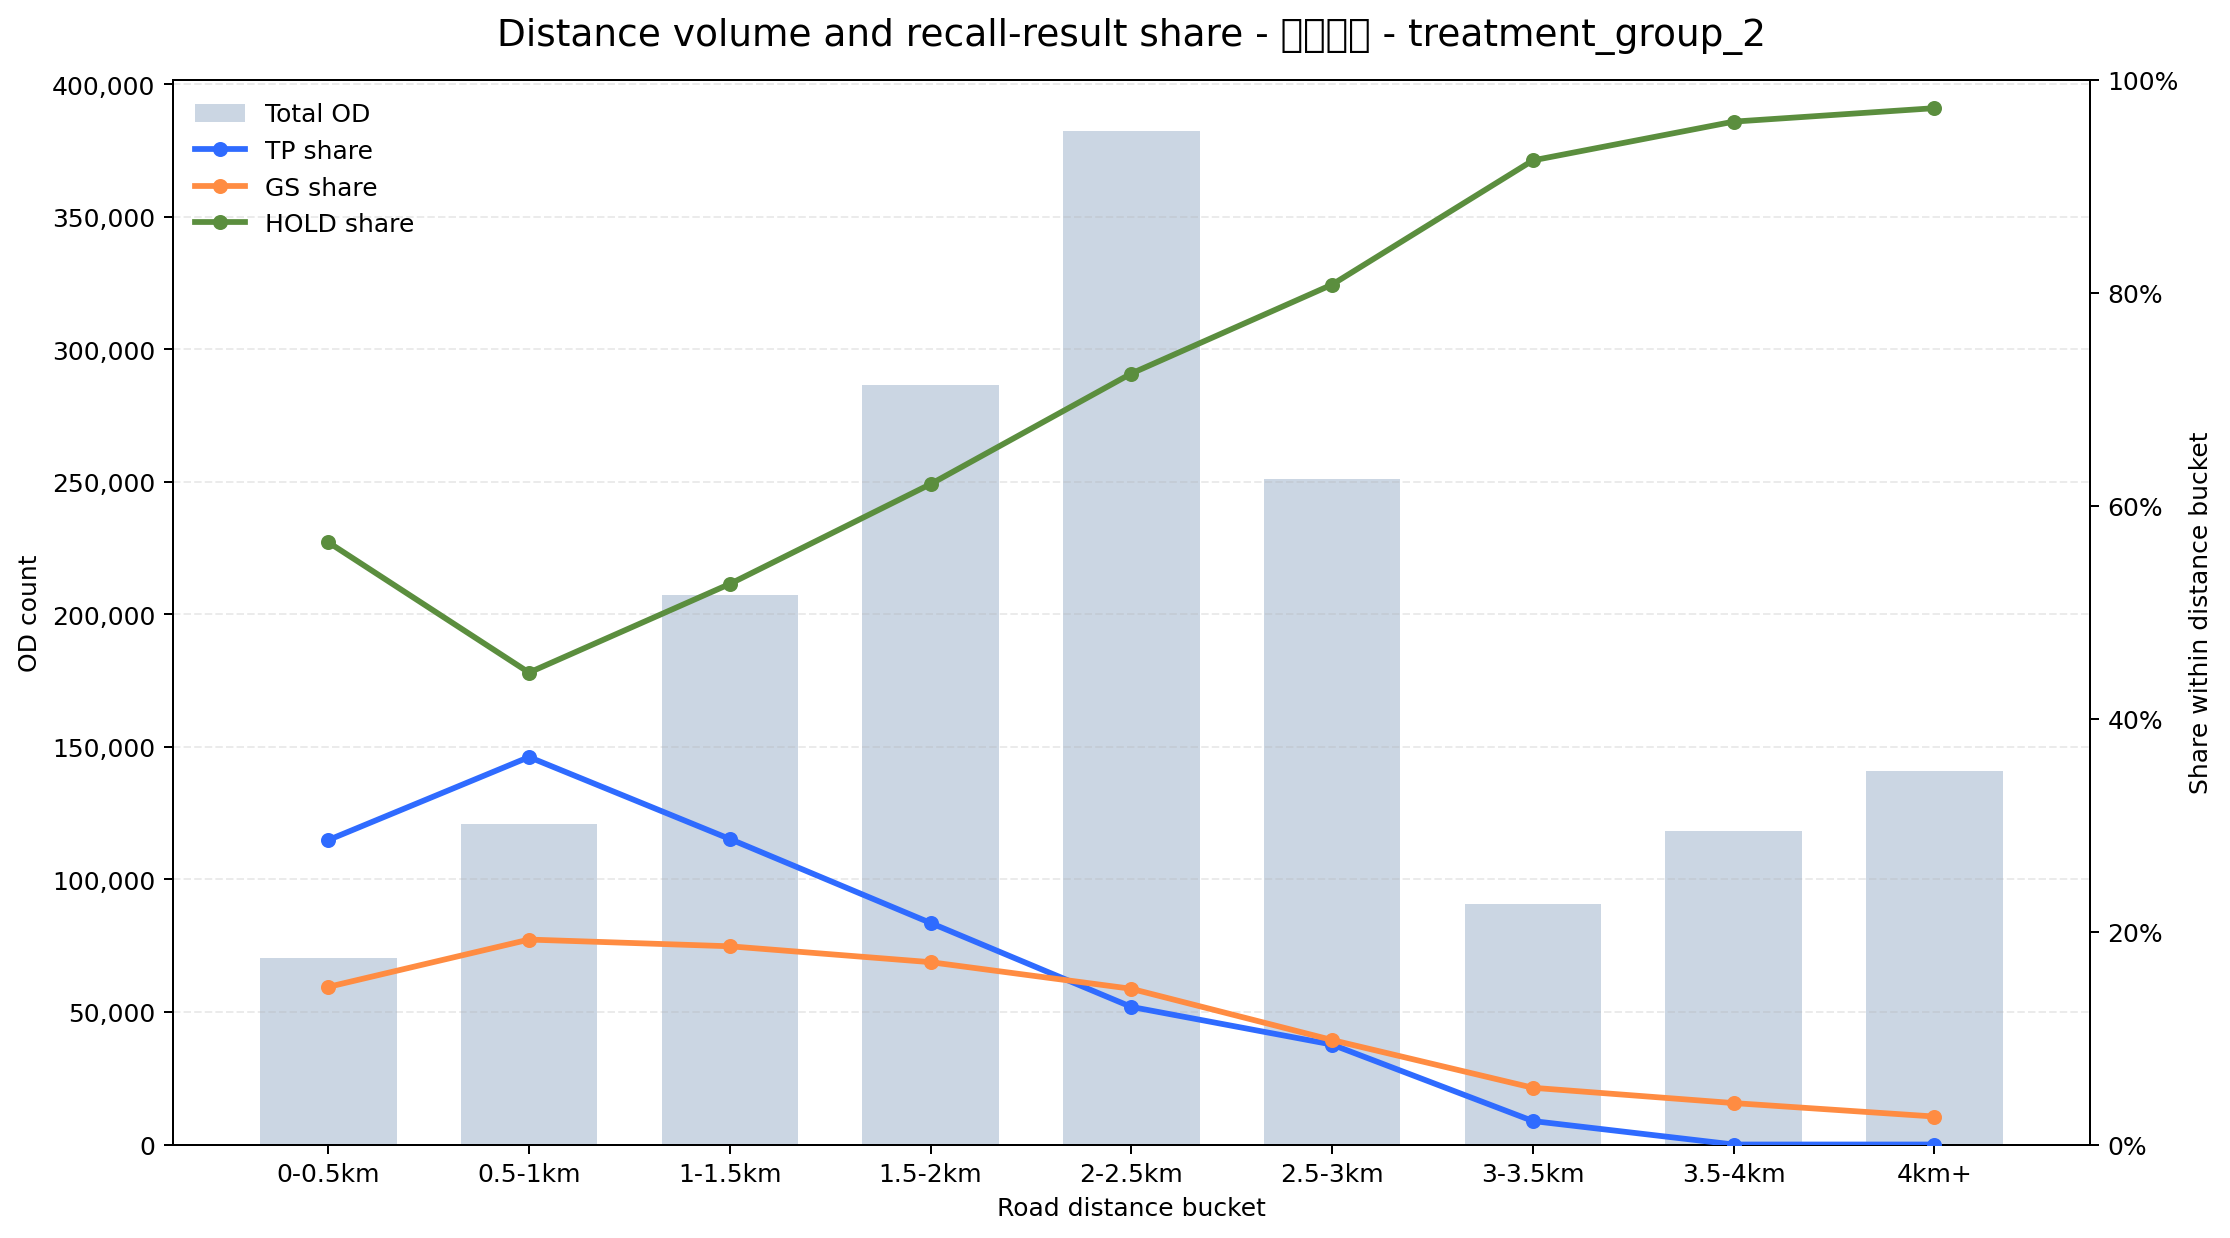 Distance volume and recall-result share - - treatment_group_2
Total OD
TP share
GS share
HOLD share
400,000
350,000
300,000
250,000
200,000
150,000
100,000
50,000
0
OD count
100%
80%
60%
40%
20%
0%
Share within distance bucket
0-0.5km
0.5-1km
1-1.5km
1.5-2km
2-2.5km
2.5-3km
3-3.5km
3.5-4km
4km+
Road distance bucket